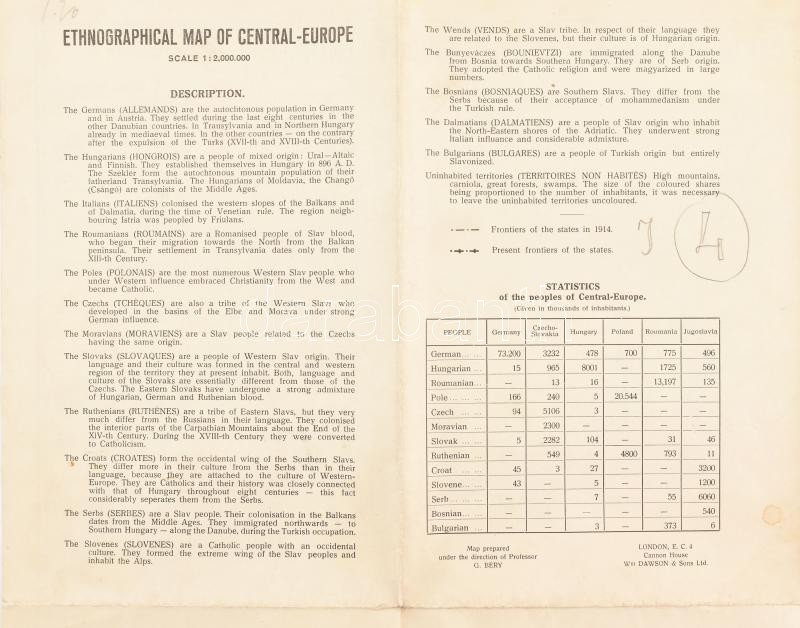 1.20
ETHNOGRAPHICAL MAP OF CENTRAL-EUROPE
SCALE 1 : 2,000.000
DESCRIPTION.
The Germans (ALLEMANDS) are the autochtonous population in Germany
and in Austria. They settled during the last eight centuries in the
other Danubian countries. In Transylvania and in Northern Hungary
already in mediaeval times. In the other countries — on the contrary
after the expulsion of the Turks (XVII-th and XVIII-th Centuries).
The Hungarians (HONGROIS) are a people of mixed origin: Ural—Altaic
and Finnish. They established themselves in Hungary in 896 A. D.
The Szekler form the autochtonous mountain population of their
fatherland Transylvania. The Hungarians of Moldavia, the Changó
(Csángo) are colonists of the Middle Ages.
The Italians (ITALIENS) colonised the western slopes of the Balkans and
of Dalmatia, during the time of Venetian rule. The region neigh-
bouring Istria was peopled by Friulans.
The Roumanians (ROUMAINS) are a Romanised people of Slav blood,
who began their migration towards the North from the Balkan
peninsula. Their settlement in Transylvania dates only from the
XIII-th Century.
The Poles (POLONAIS) are the most numerous Western Slav people who
under Western influence embraced Christianity from the West and
became Catholic.
The Czechs (TCHÈQUES) are also a tribe of the Western Slav who
developed in the basins of the Elbe and Morava under strong
German influence.
The Moravians (MORAVIENS) are a Slav people related to the Czechs
having the same origin.
The Slovaks (SLOVAQUES) are a people of Western Slav origin. Their
language and their culture was formed in the central and western
region of the territory they at present inhabit. Both, language and
culture of the Slovaks are essentially different from those of the
Czechs. The Eastern Slovaks have undergone a strong admixture
of Hungarian, German and Ruthenian blood.
The Ruthenians (RUTHÈNES) are a tribe of Eastern Slavs, but they very
much differ from the Russians in their language. They colonised
the interior parts of the Carpathian Mountains about the End of the
XIV-th Century. During the XVIII-th Century they were converted
to Catholicism.
The Croats (CROATES) form the occidental wing of the Southern Slavs.
They differ more in their culture from the Serbs than in their
language, because they are attached to the culture of Western-
Europe. They are Catholics and their history was closely connected
with that of Hungary throughout eight centuries — this fact
considerably seperates them from the Serbs.
The Serbs (SERBES) are a Slav people. Their colonisation in the Balkans
dates from the Middle Ages. They immigrated northwards — to
Southern Hungary — along the Danube, during the Turkish occupation.
The Slovenes (SLOVENES) are a Catholic people with an occidental
culture. They formed the extreme wing of the Slav peoples and
inhabit the Alps.
The Wends (VENDS) are a Slav tribe. In respect of their language they
are related to the Slovenes, but their culture is of Hungarian origin.
The Bunyevàczes (BOUNIEVTZI) are immigrated along the Danube
from Bosnia towards Southern Hungary. They are of Serb origin.
They adopted the Catholic religion and were magyarized in large
numbers.
The Bosnians (BOSNIAQUES) are Southern Slavs. They differ from the
Serbs because of their acceptance of mohammedanism under
the Turkish rule.
The Dalmatians (DALMATIENS) are a people of Slav origin who inhabit
the North-Eastern shores of the Adriatic. They underwent strong
Italian influence and considerable admixture.
The Bulgarians (BULGARES) are a people of Turkish origin but entirely
Slavonized.
Uninhabited territories (TERRITOIRES NON HABITÉS) High mountains,
carniola, great forests, swamps. The size of the coloured shares
being proportioned to the number of inhabitants, it was necessary
to leave the uninhabited territories uncoloured.
Frontiers of the states in 1914.
Present frontiers of the states.
STATISTICS
of the peoples of Central-Europe.
(Given in thousands of inhabitants.)
PEOPLE Germany Czecho-Slovakia Hungary Poland Roumania Jugoslavia
German... ... 73.200 3232 478 700 775 496
Hungarian ... 15 965 8001 — 1725 560
Roumanian... — 13 16 — 13,197 135
Pole ... ... ... 166 240 5 20.544 — —
Czech ... ... 94 5106 3 — — —
Moravian ... — 2300 — — — —
Slovak ... ... 5 2282 104 — 31 46
Ruthenian ... — 549 4 4800 793 11
Croat ... ... 45 3 27 — — 3200
Slovene... ... 43 — 5 — — 1200
Serb ... ... ... — — 7 — 55 6060
Bosnian... ... — — — — — 540
Bulgarian ... — — 3 — 373 6
Map prepared
under the direction of Professor
G. BERY
LONDON, E. C. 4
Cannon House
Wm DAWSON & Sons Ltd.